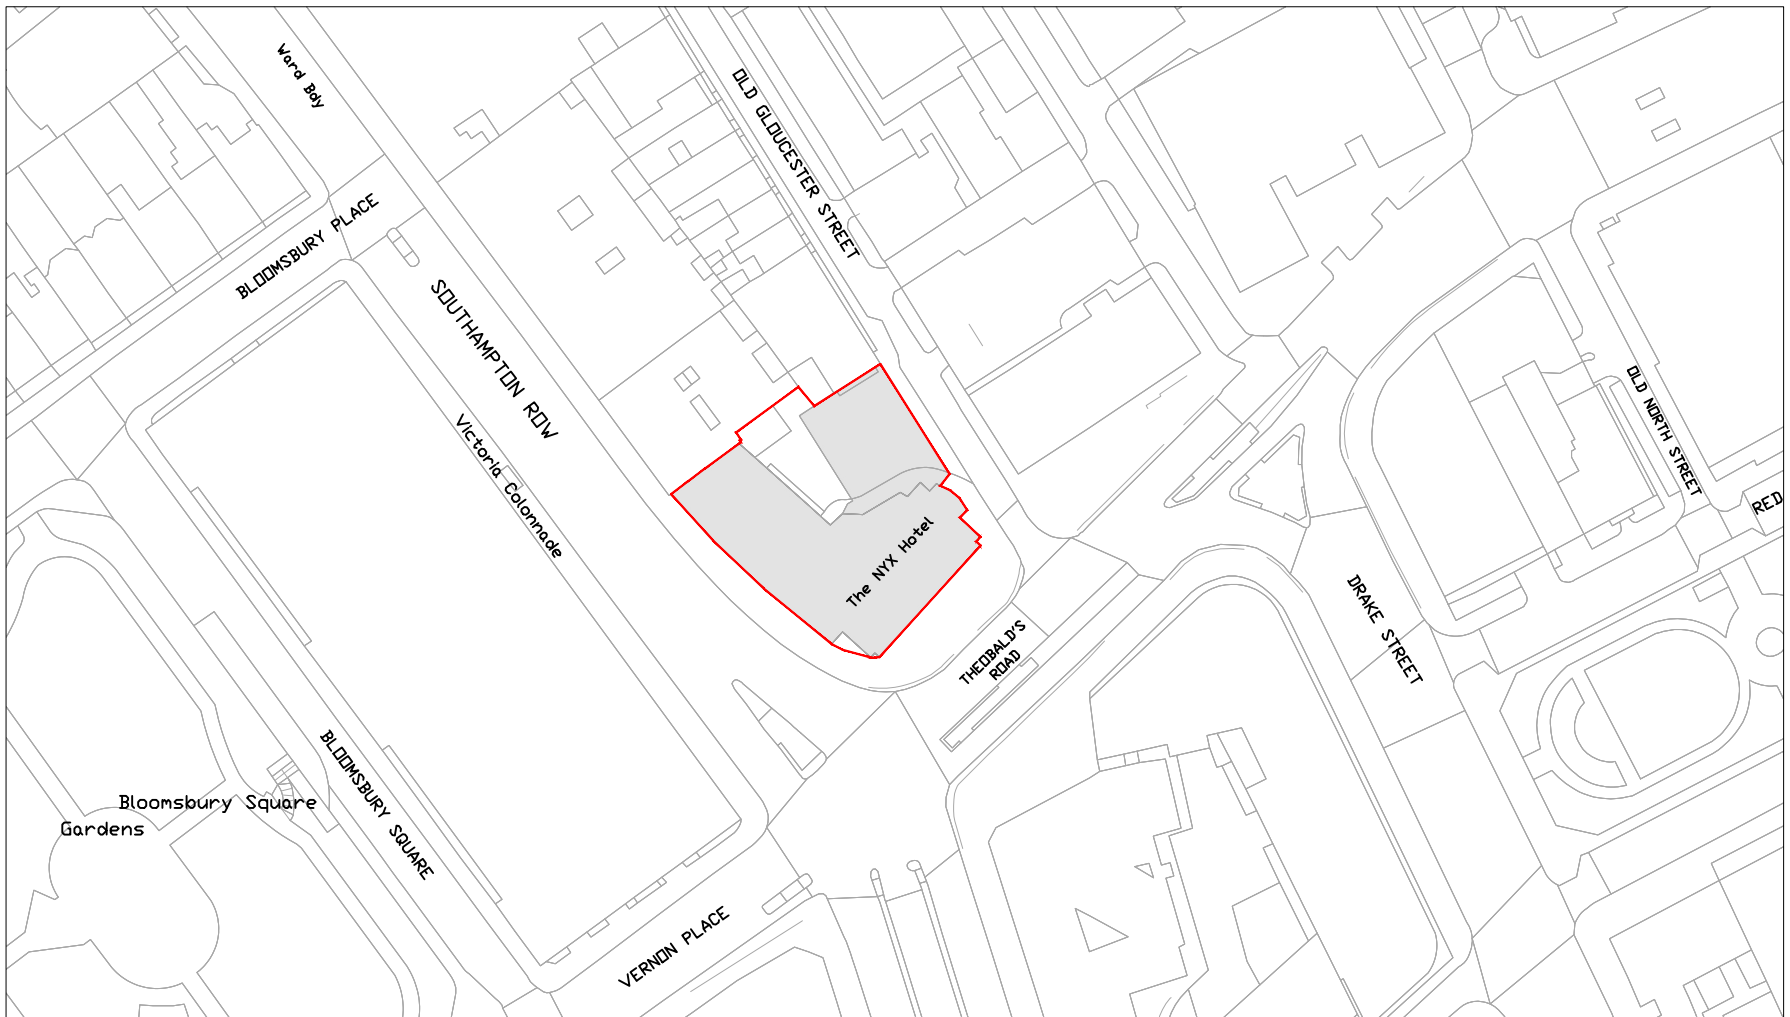 Ward Bdy
OLD GLOUCESTER STREET
BLOOMSBURY PLACE
SOUTHAMPTON ROW
Victoria Colonnade
OLD NORTH STREET
RED
The NYX Hotel
DRAKE STREET
THEOBALD'S
ROAD
BLOOMSBURY SQUARE
Bloomsbury Square
Gardens
VERNON PLACE